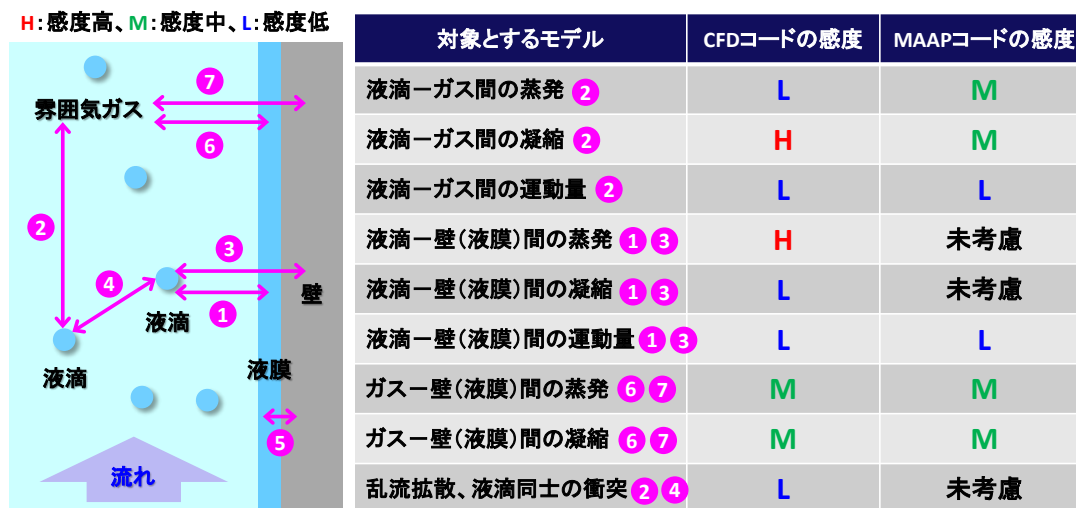 H:感度高、M:感度中、L:感度低
⑦
雰囲気ガス
⑥
②
③
④
①
壁
液滴
液滴
液膜
⑤
流れ
対象とするモデル CFDコードの感度 MAAPコードの感度
液滴－ガス間の蒸発 ② L M
液滴－ガス間の凝縮 ② H M
液滴－ガス間の運動量 ② L L
液滴－壁(液膜)間の蒸発 ① ③ H 未考慮
液滴－壁(液膜)間の凝縮 ① ③ L 未考慮
液滴－壁(液膜)間の運動量 ① ③ L L
ガス－壁(液膜)間の蒸発 ⑥ ⑦ M M
ガス－壁(液膜)間の凝縮 ⑥ ⑦ M M
乱流拡散、液滴同士の衝突 ② ④ L 未考慮